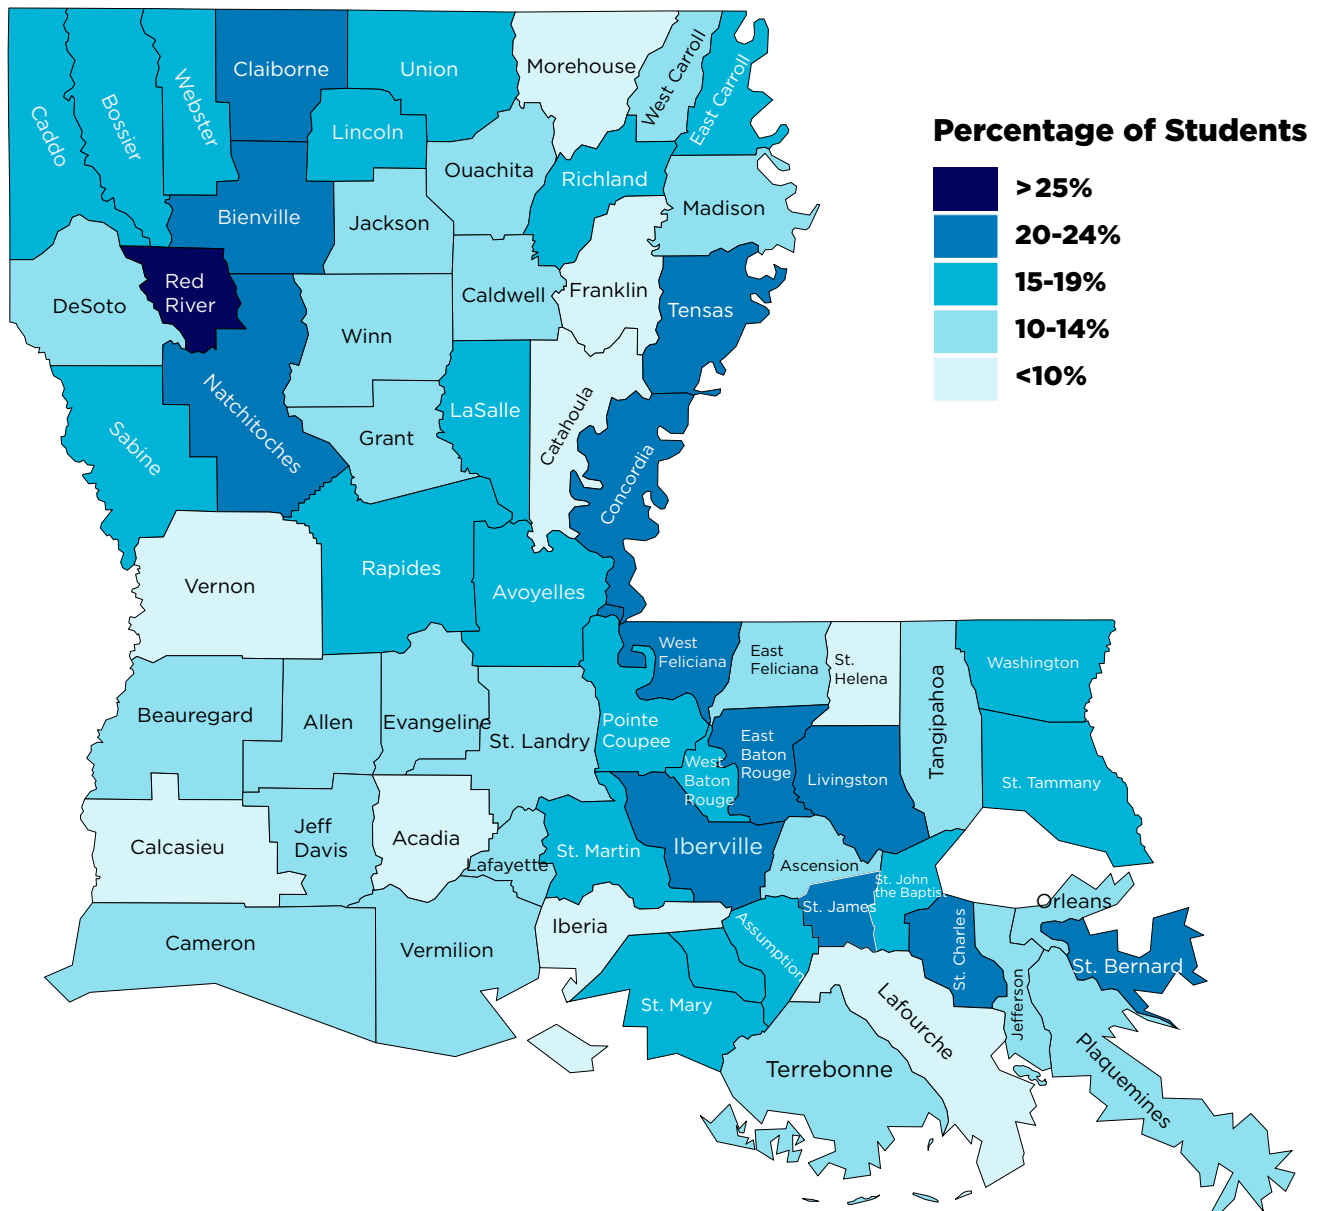 Claiborne
Union
Morehouse
West Carroll
East Carroll
Webster
Bossier
Caddo
Lincoln
Ouachita
Richland
Madison
Bienville
Jackson
Percentage of Students
>25%
20-24%
15-19%
10-14%
<10%
DeSoto
Red
River
Winn
Caldwell
Franklin
Tensas
Natchitoches
Sabine
Grant
LaSalle
Catahoula
Concordia
Vernon
Rapides
Avoyelles
West
Feliciana
East
Feliciana
St.
Helena
Tangipahoa
Washington
Beauregard
Allen
Evangeline
St. Landry
Pointe
Coupee
West
Baton
Rouge
East
Baton
Rouge
Livingston
St. Tammany
Calcasieu
Jeff
Davis
Acadia
Lafayette
St. Martin
Iberville
Ascension
St. John
the Baptist
St. James
Orleans
Cameron
Vermilion
Iberia
Assumption
St. Charles
St. Bernard
St. Mary
Lafourche
Jefferson
Plaquemines
Terrebonne